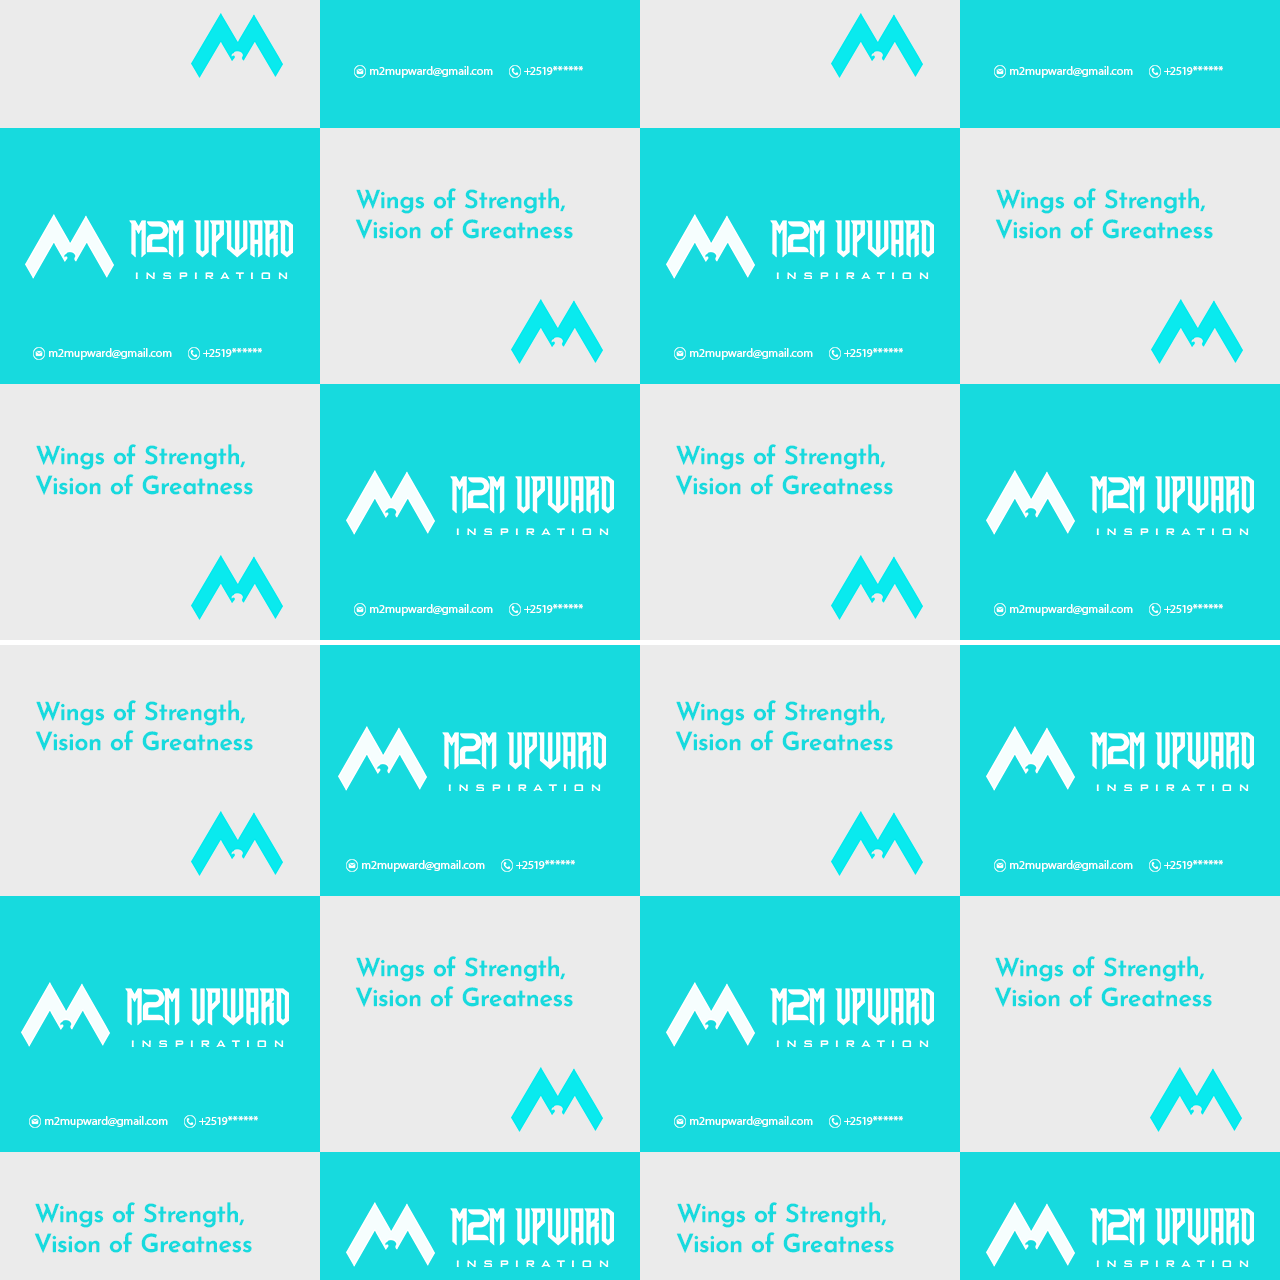 m2mupward@gmail.com +2519******
m2mupward@gmail.com +2519******
M2M UPWARD
INSPIRATION
m2mupward@gmail.com +2519******
Wings of Strength,
Vision of Greatness
M2M UPWARD
INSPIRATION
m2mupward@gmail.com +2519******
Wings of Strength,
Vision of Greatness
Wings of Strength,
Vision of Greatness
M2M UPWARD
INSPIRATION
m2mupward@gmail.com +2519******
Wings of Strength,
Vision of Greatness
M2M UPWARD
INSPIRATION
m2mupward@gmail.com +2519******
Wings of Strength,
Vision of Greatness
M2M UPWARD
INSPIRATION
m2mupward@gmail.com +2519******
Wings of Strength,
Vision of Greatness
M2M UPWARD
INSPIRATION
m2mupward@gmail.com +2519******
M2M UPWARD
INSPIRATION
m2mupward@gmail.com +2519******
Wings of Strength,
Vision of Greatness
M2M UPWARD
INSPIRATION
m2mupward@gmail.com +2519******
Wings of Strength,
Vision of Greatness
Wings of Strength,
Vision of Greatness
M2M UPWARD
INSPIRATION
Wings of Strength,
Vision of Greatness
M2M UPWARD
INSPIRATION